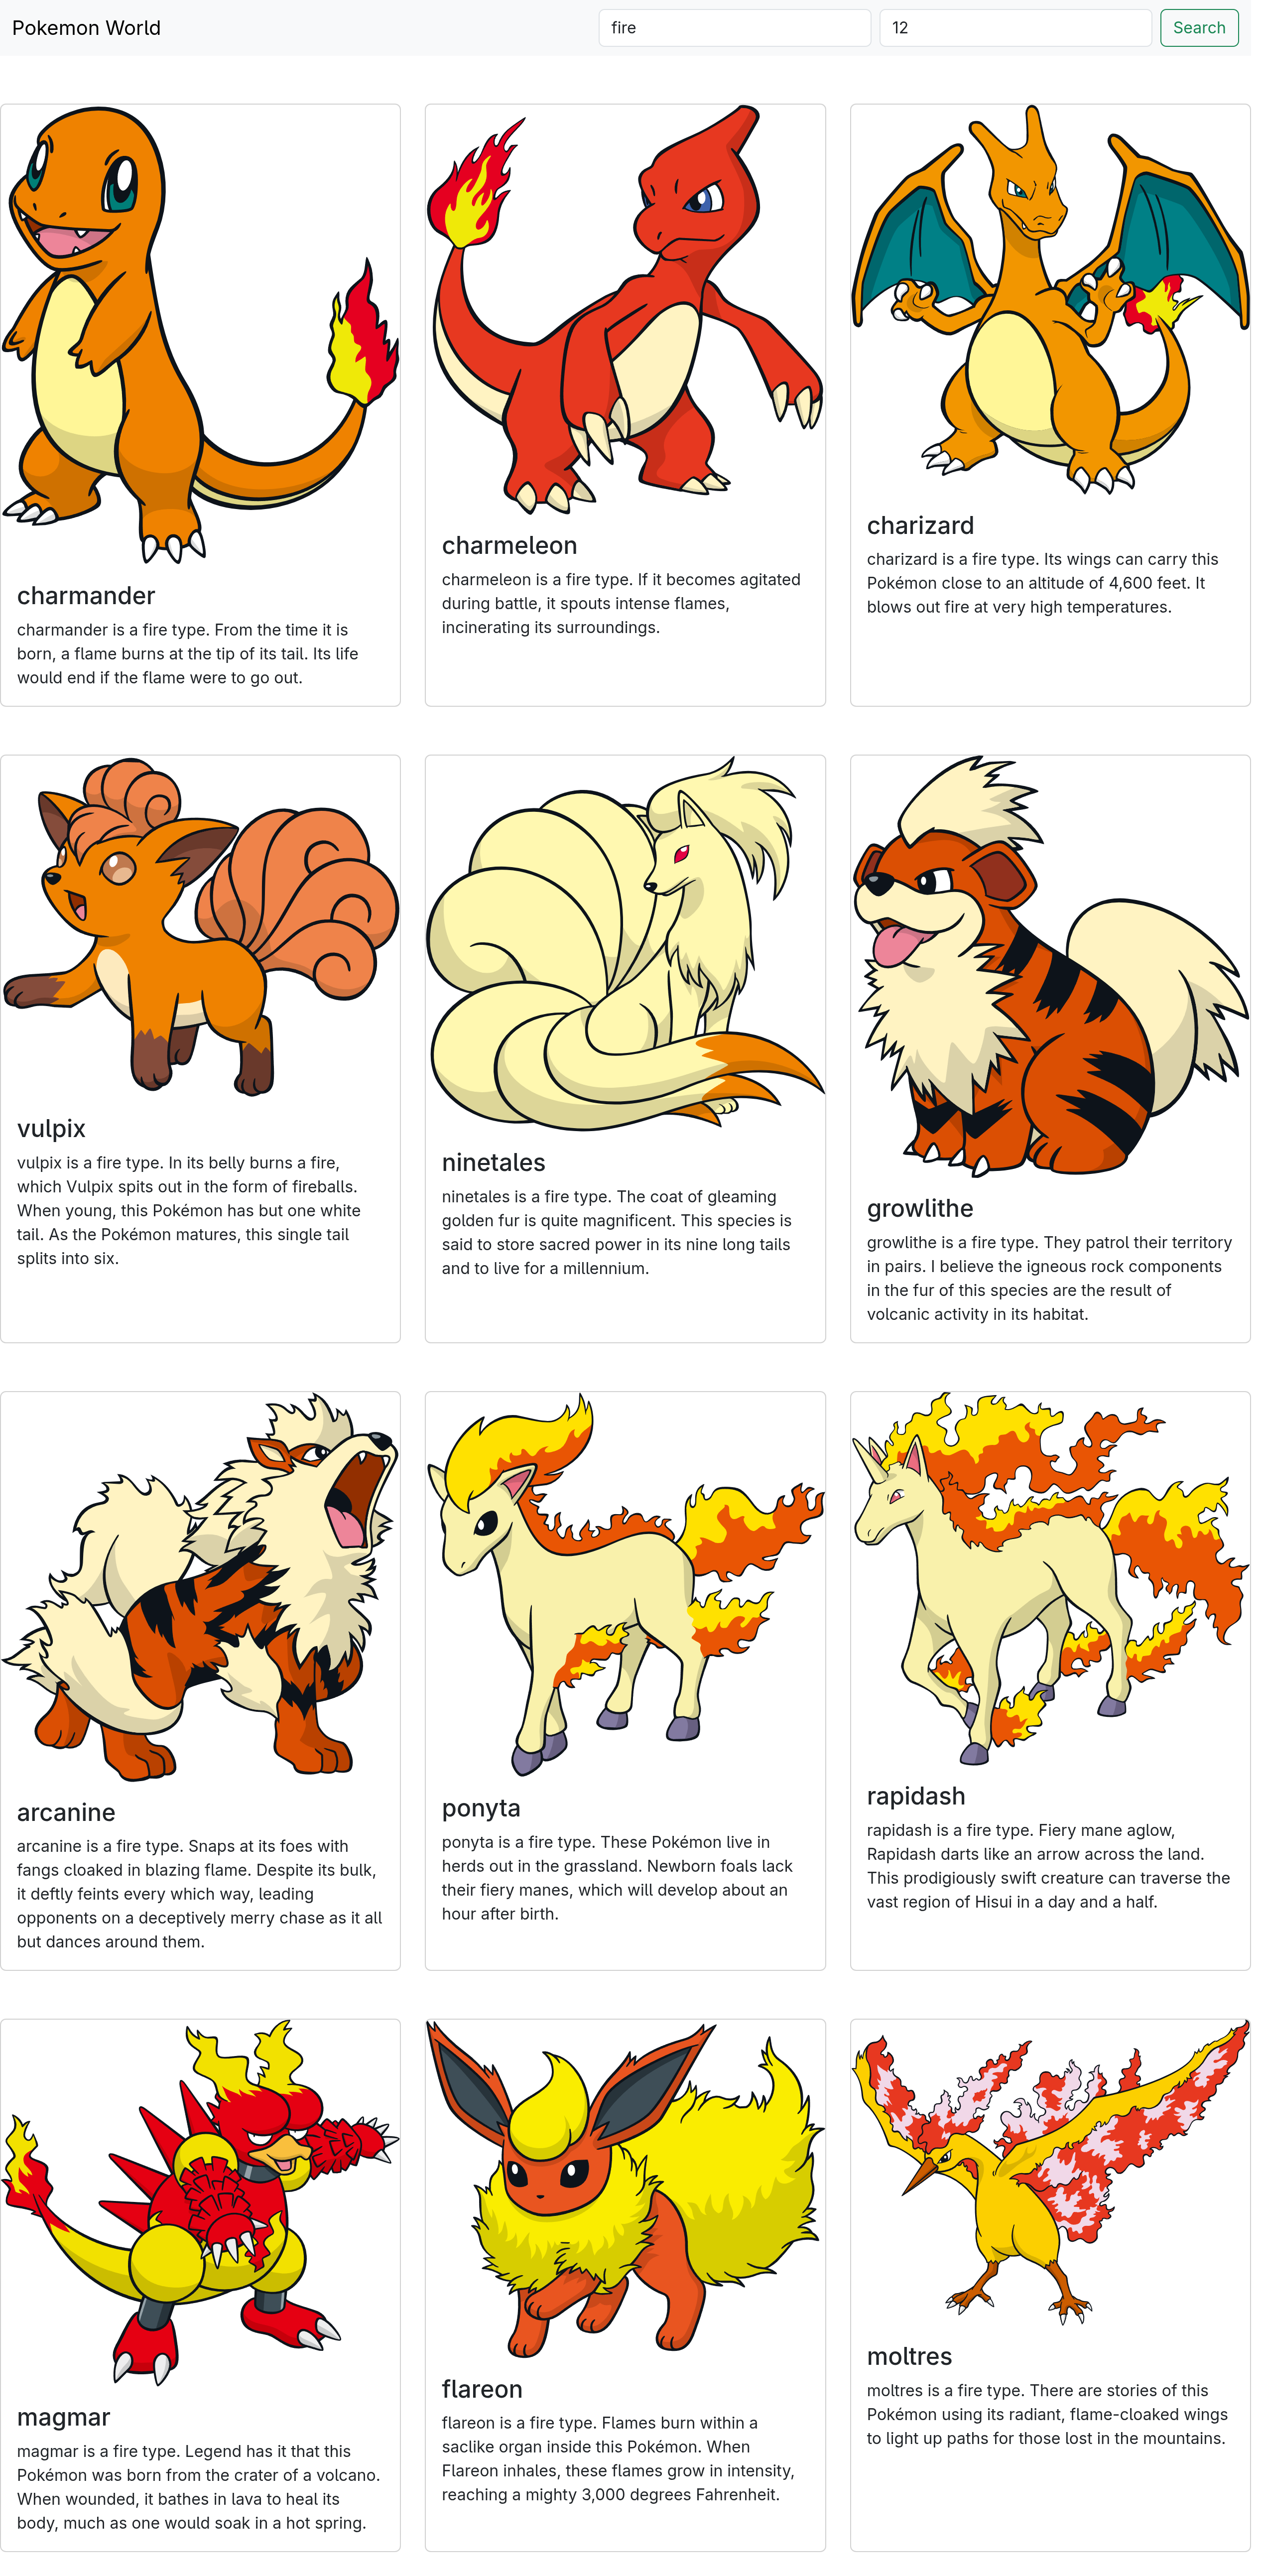 Pokemon World
fire
12
Search
charmander
charmander is a fire type. From the time it is
born, a flame burns at the tip of its tail. Its life
would end if the flame were to go out.
charmeleon
charmeleon is a fire type. If it becomes agitated
during battle, it spouts intense flames,
incinerating its surroundings.
charizard
charizard is a fire type. Its wings can carry this
Pokémon close to an altitude of 4,600 feet. It
blows out fire at very high temperatures.
vulpix
vulpix is a fire type. In its belly burns a fire,
which Vulpix spits out in the form of fireballs.
When young, this Pokémon has but one white
tail. As the Pokémon matures, this single tail
splits into six.
ninetales
ninetales is a fire type. The coat of gleaming
golden fur is quite magnificent. This species is
said to store sacred power in its nine long tails
and to live for a millennium.
growlithe
growlithe is a fire type. They patrol their territory
in pairs. I believe the igneous rock components
in the fur of this species are the result of
volcanic activity in its habitat.
arcanine
arcanine is a fire type. Snaps at its foes with
fangs cloaked in blazing flame. Despite its bulk,
it deftly feints every which way, leading
opponents on a deceptively merry chase as it all
but dances around them.
ponyta
ponyta is a fire type. These Pokémon live in
herds out in the grassland. Newborn foals lack
their fiery manes, which will develop about an
hour after birth.
rapidash
rapidash is a fire type. Fiery mane aglow,
Rapidash darts like an arrow across the land.
This prodigiously swift creature can traverse the
vast region of Hisui in a day and a half.
magmar
magmar is a fire type. Legend has it that this
Pokémon was born from the crater of a volcano.
When wounded, it bathes in lava to heal its
body, much as one would soak in a hot spring.
flareon
flareon is a fire type. Flames burn within a
saclike organ inside this Pokémon. When
Flareon inhales, these flames grow in intensity,
reaching a mighty 3,000 degrees Fahrenheit.
moltres
moltres is a fire type. There are stories of this
Pokémon using its radiant, flame-cloaked wings
to light up paths for those lost in the mountains.